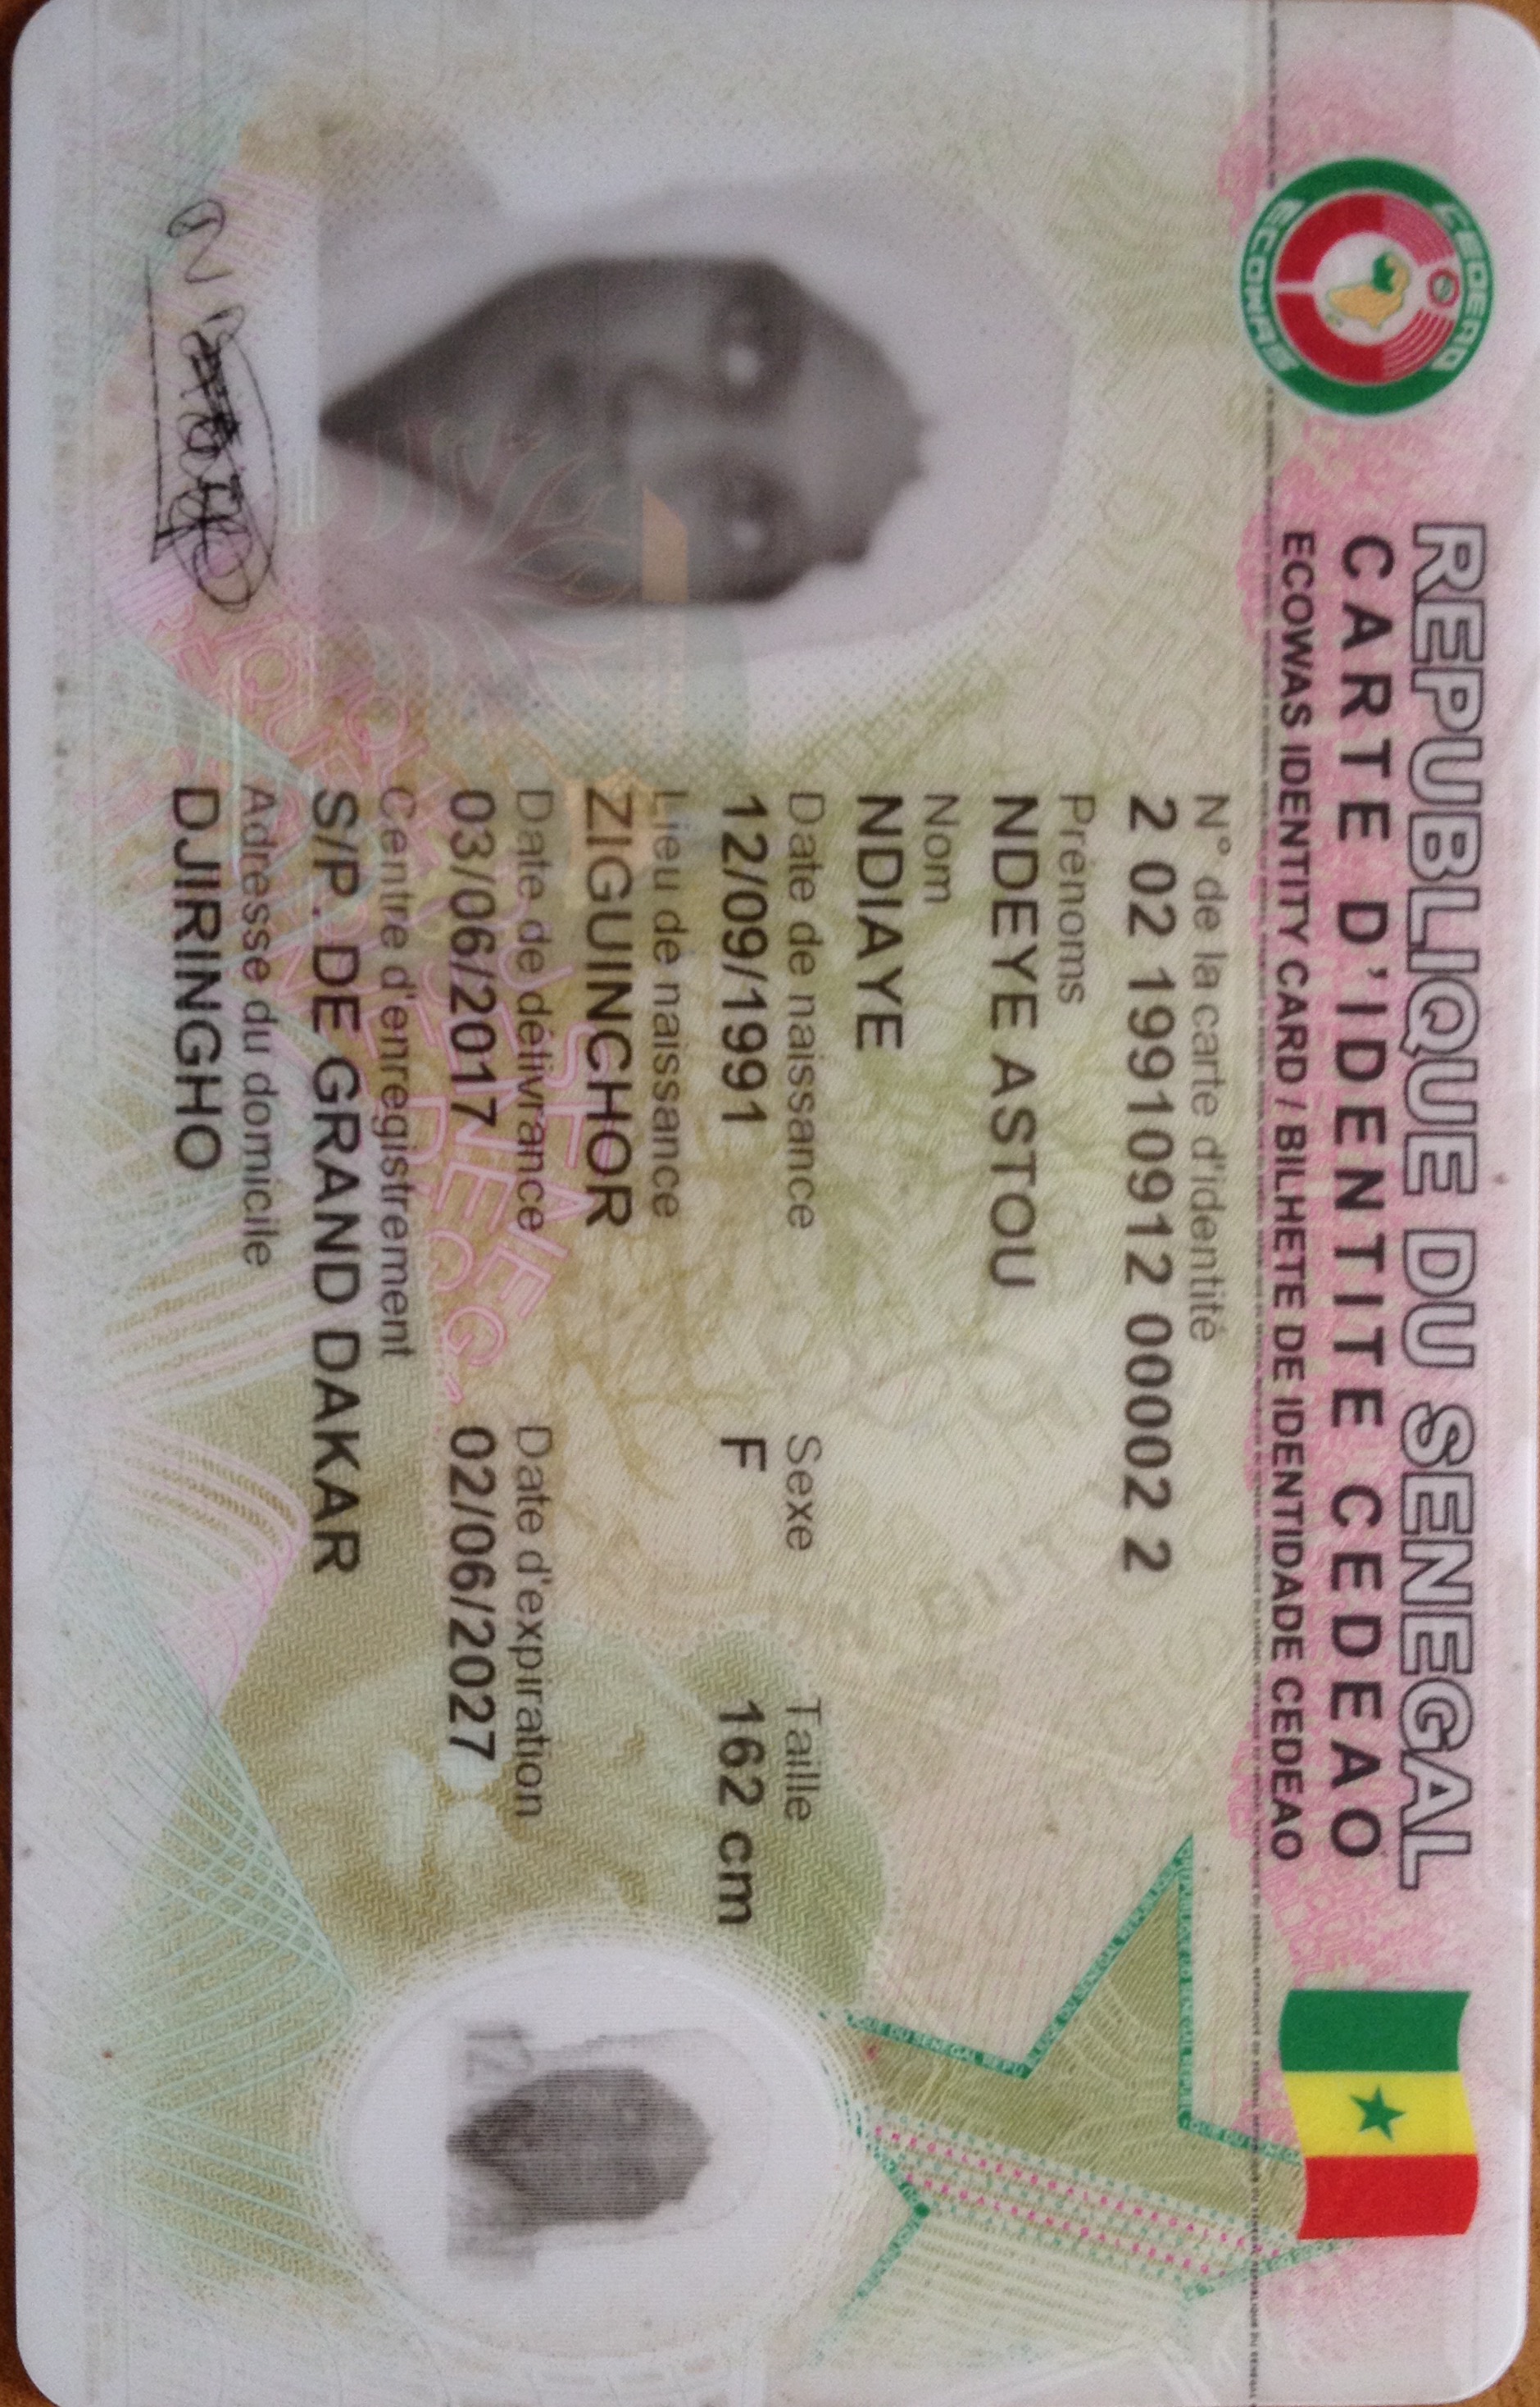 REPUBLIQUE DU SENEGAL
CARTE D'IDENTITE CEDEAO
ECOWAS IDENTITY CARD / BILHETE DE IDENTIDADE CEDEAO
CEDEAO
ECOWAS
N° de la carte d'identité
2 02 19910912 00002 2
Prénoms
NDEYE ASTOU
Nom
NDIAYE
Date de naissance Sexe Taille
12/09/1991 F 162 cm
Lieu de naissance
ZIGUINCHOR
Date de délivrance Date d'expiration
03/06/2017 02/06/2027
Centre d'enregistrement
S/P. DE GRAND DAKAR
Adresse du domicile
DJIRINGHO